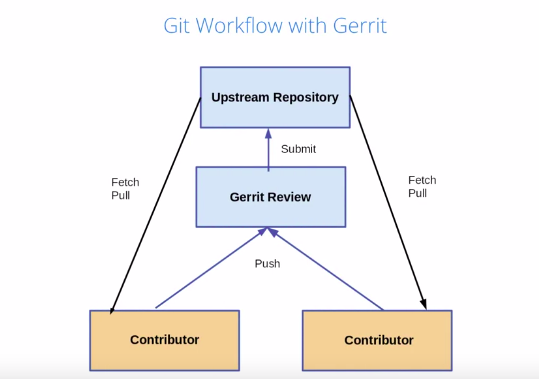 Git Workflow with Gerrit
Upstream Repository
Submit
Fetch
Pull
Fetch
Pull
Gerrit Review
Push
Contributor
Contributor